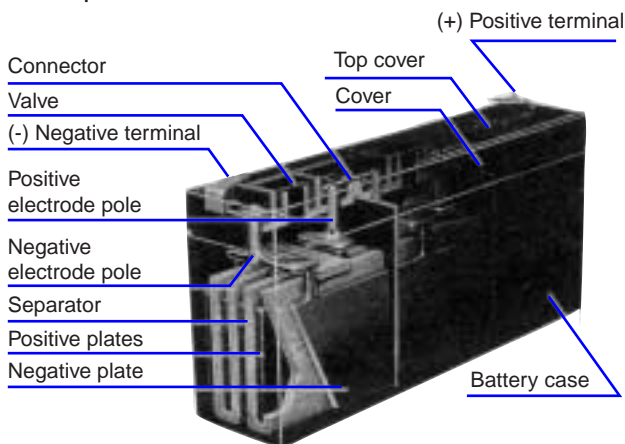 (+) Positive terminal
Connector
Top cover
Valve
Cover
(-) Negative terminal
Positive
electrode pole
Negative
electrode pole
Separator
Positive plates
Negative plate
Battery case